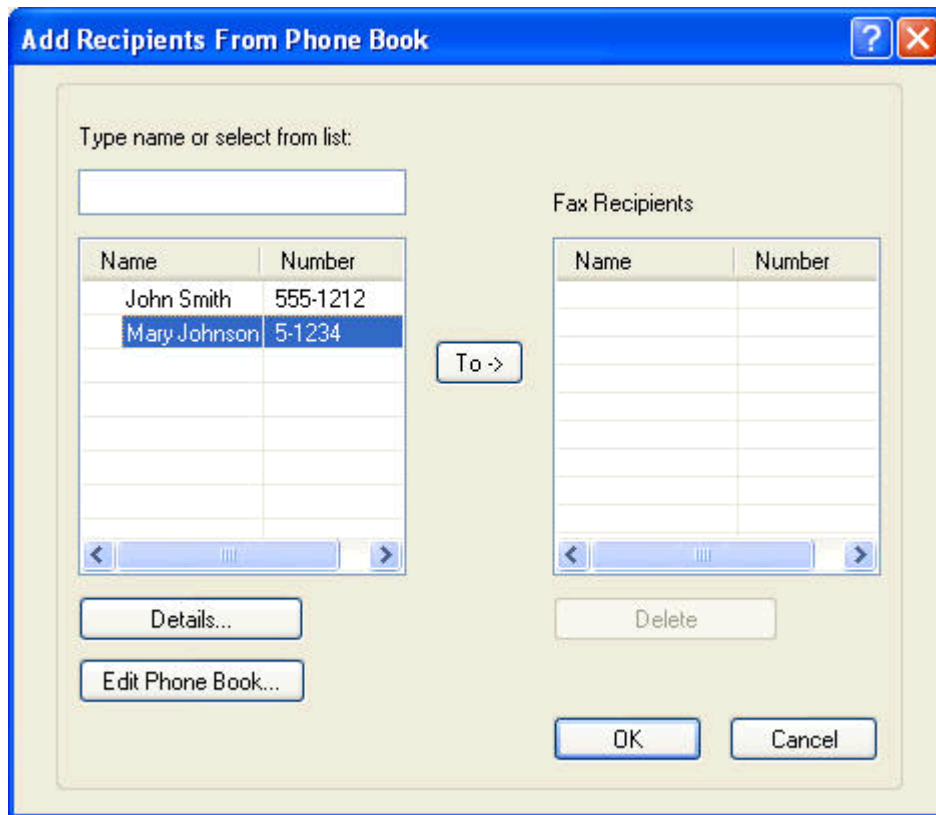 Add Recipients From Phone Book
Type name or select from list:
Fax Recipients
Name Number
John Smith 555-1212
Mary Johnson 5-1234
To ->
Name Number
Details...
Delete
Edit Phone Book...
OK Cancel